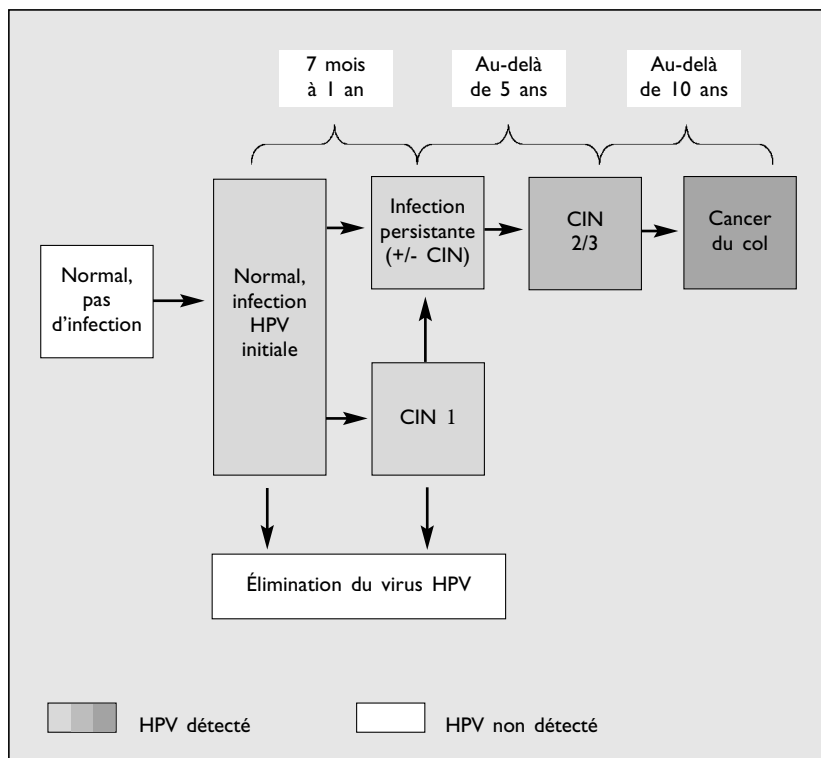 7 mois
à 1 an
Au-delà
de 5 ans
Au-delà
de 10 ans
Normal,
pas
d'infection
Normal,
infection
HPV
initiale
Infection
persistante
(+/- CIN)
CIN
2/3
Cancer
du col
CIN 1
Élimination du virus HPV
HPV détecté
HPV non détecté